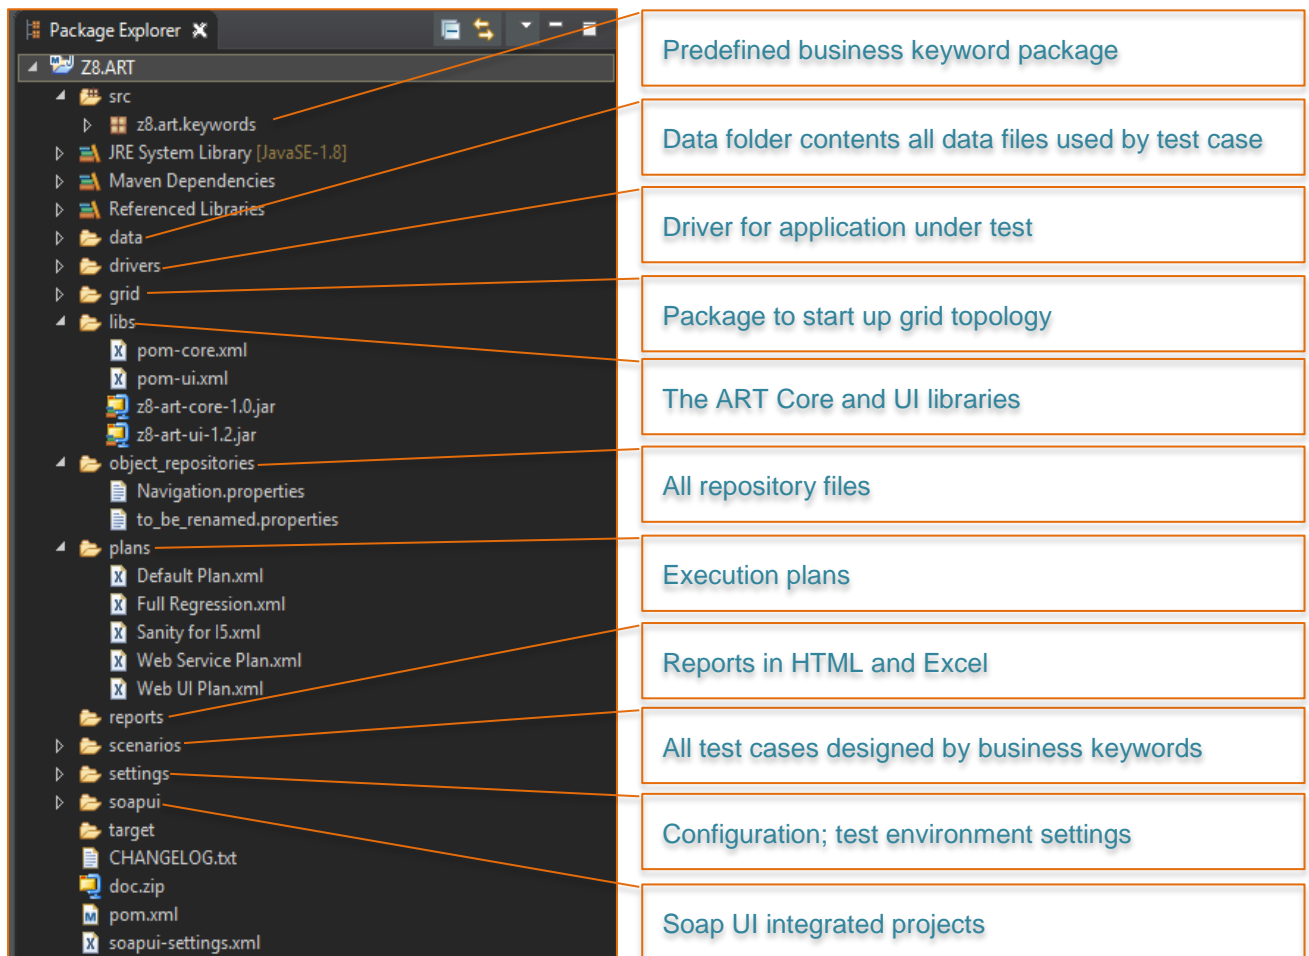 Package Explorer
Z8.ART
src
z8.art.keywords
JRE System Library [JavaSE-1.8]
Maven Dependencies
Referenced Libraries
data
drivers
grid
libs
pom-core.xml
pom-ui.xml
z8-art-core-1.0.jar
z8-art-ui-1.2.jar
object_repositories
Navigation.properties
to_be_renamed.properties
plans
Default Plan.xml
Full Regression.xml
Sanity for I5.xml
Web Service Plan.xml
Web UI Plan.xml
reports
scenarios
settings
soapui
target
CHANGELOG.txt
doc.zip
pom.xml
soapui-settings.xml
Predefined business keyword package
Data folder contents all data files used by test case
Driver for application under test
Package to start up grid topology
The ART Core and UI libraries
All repository files
Execution plans
Reports in HTML and Excel
All test cases designed by business keywords
Configuration; test environment settings
Soap UI integrated projects